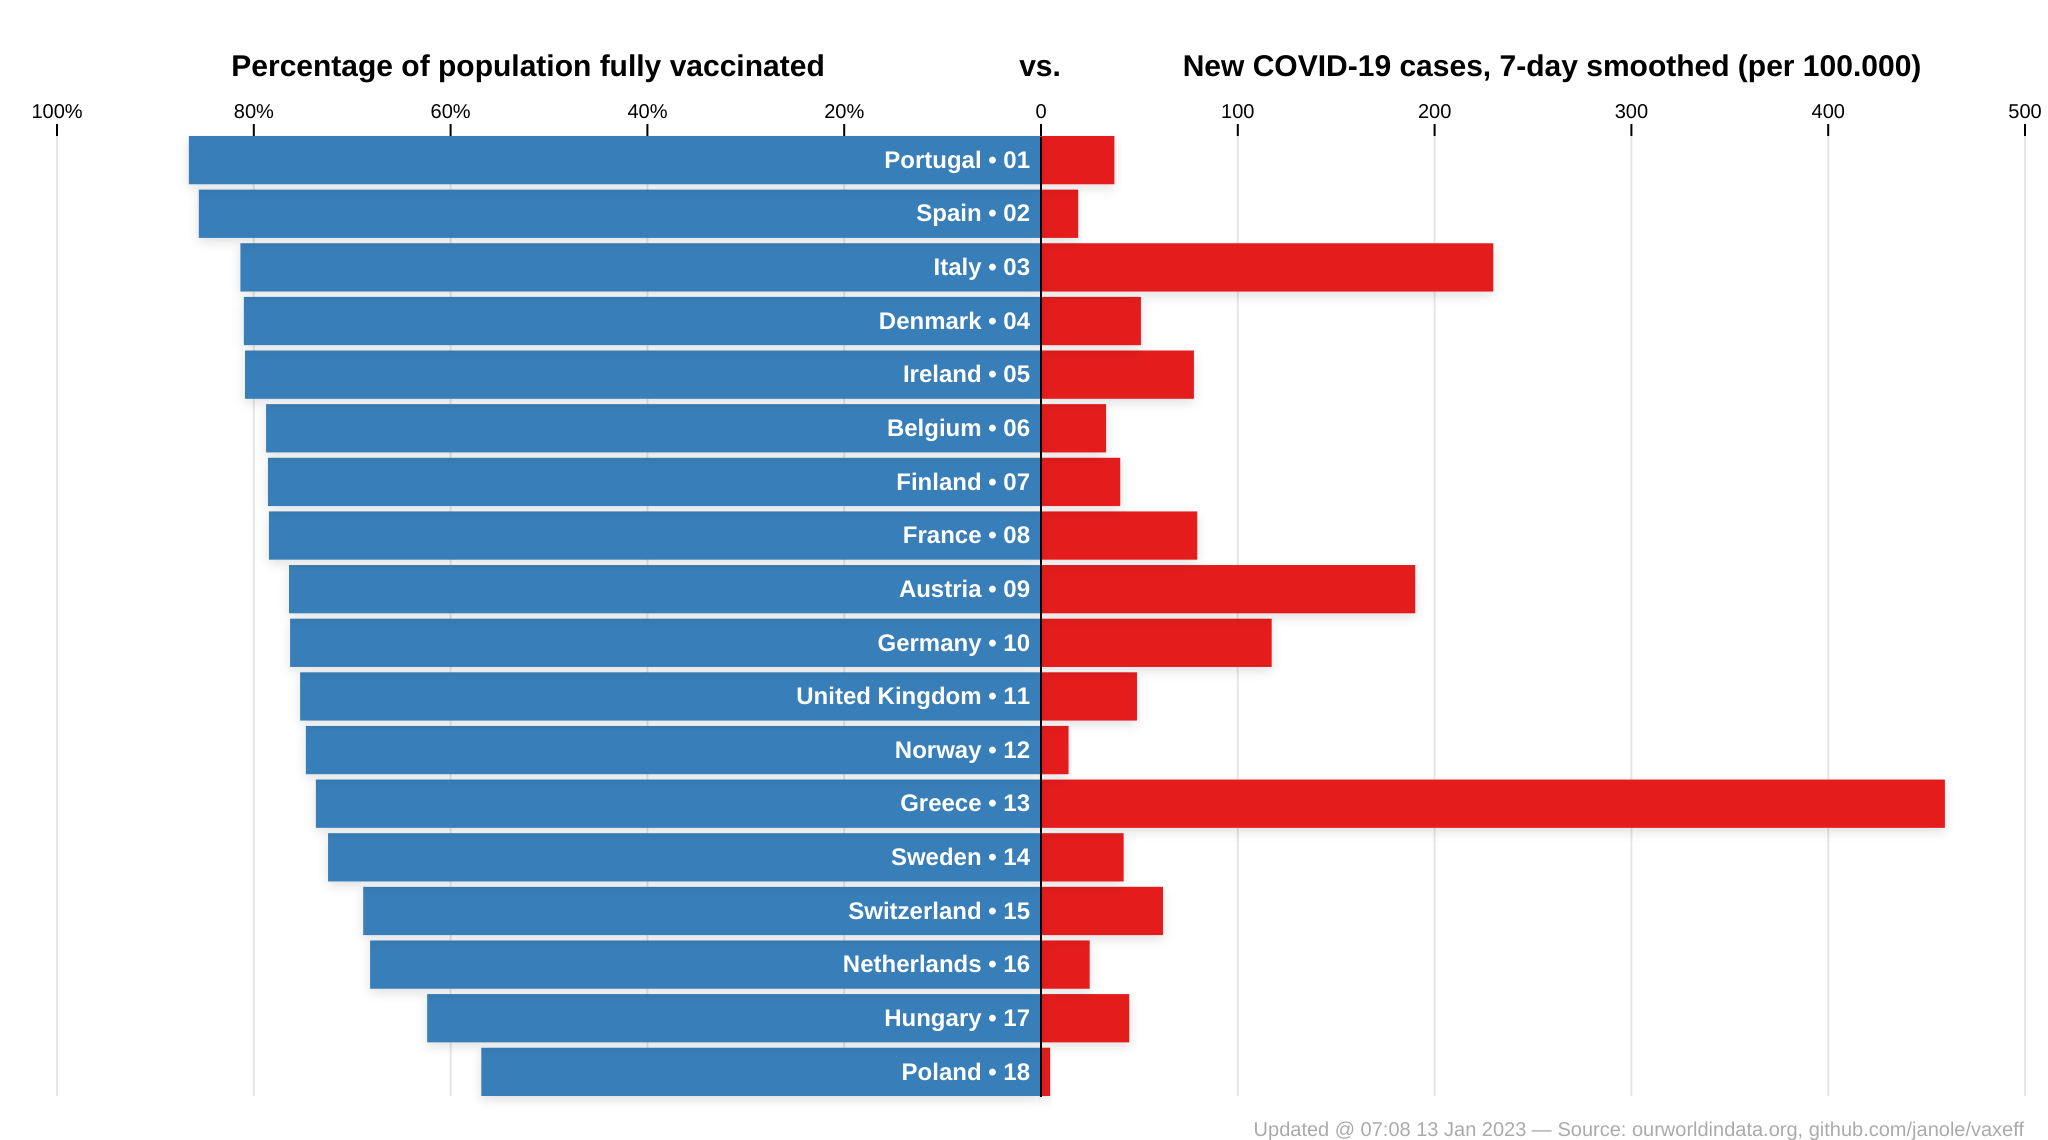 Percentage of population fully vaccinated vs. New COVID-19 cases, 7-day smoothed (per 100.000)
100% 80% 60% 40% 20% 0 100 200 300 400 500
Portugal • 01
Spain • 02
Italy • 03
Denmark • 04
Ireland • 05
Belgium • 06
Finland • 07
France • 08
Austria • 09
Germany • 10
United Kingdom • 11
Norway • 12
Greece • 13
Sweden • 14
Switzerland • 15
Netherlands • 16
Hungary • 17
Poland • 18
Updated @ 07:08 13 Jan 2023 — Source: ourworldindata.org, github.com/janole/vaxeff